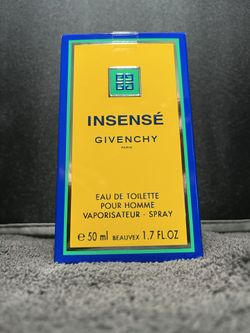 INSENSÉ
GIVENCHY
PARIS
EAU DE TOILETTE
POUR HOMME
VAPORISATEUR - SPRAY
℮ 50 ml BEAUVEX 1.7 FL OZ